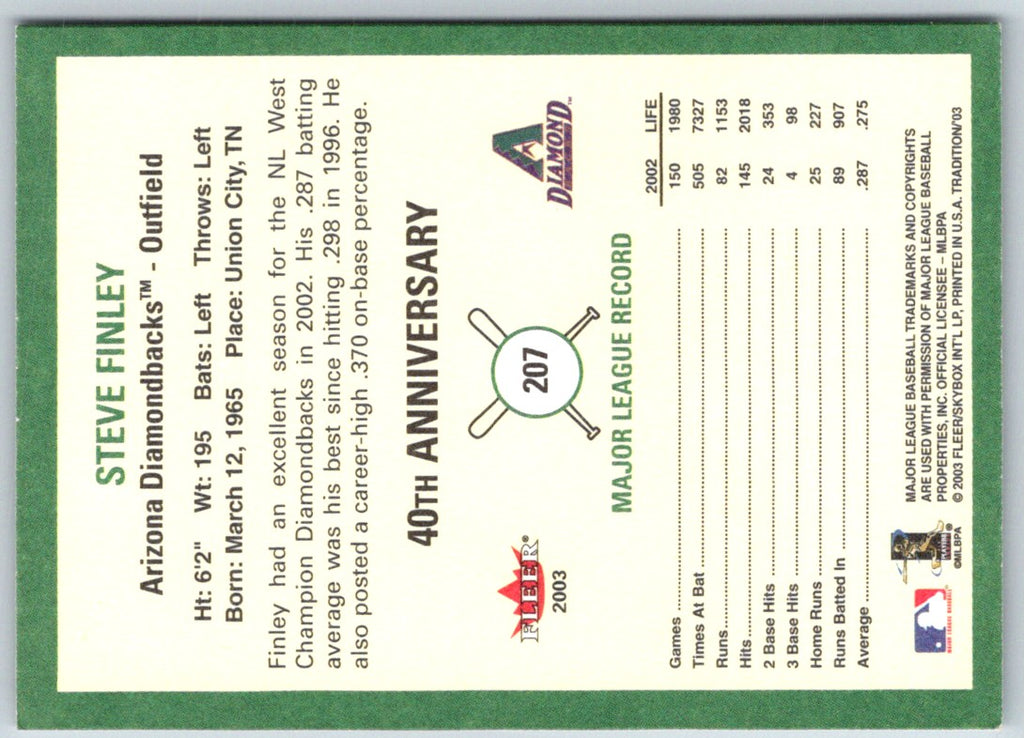 STEVE FINLEY
Arizona Diamondbacks™ - Outfield
Ht: 6'2" Wt: 195 Bats: Left Throws: Left
Born: March 12, 1965 Place: Union City, TN
Finley had an excellent season for the NL West
Champion Diamondbacks in 2002. His .287 batting
average was his best since hitting .298 in 1996. He
also posted a career-high .370 on-base percentage.
40TH ANNIVERSARY
FLEER®
2003
207
A
DIAMOND™
MAJOR LEAGUE RECORD
2002 LIFE
Games 150 1980
Times At Bat 505 7327
Runs 82 1153
Hits 145 2018
2 Base Hits 24 353
3 Base Hits 4 98
Home Runs 25 227
Runs Batted In 89 907
Average .287 .275
MAJOR LEAGUE BASEBALL®
®
©MLBPA
MAJOR LEAGUE BASEBALL TRADEMARKS AND COPYRIGHTS
ARE USED WITH PERMISSION OF MAJOR LEAGUE BASEBALL
PROPERTIES, INC. OFFICIAL LICENSEE – MLBPA
© 2003 FLEER/SKYBOX INT'L LP, PRINTED IN U.S.A. TRADITION/'03